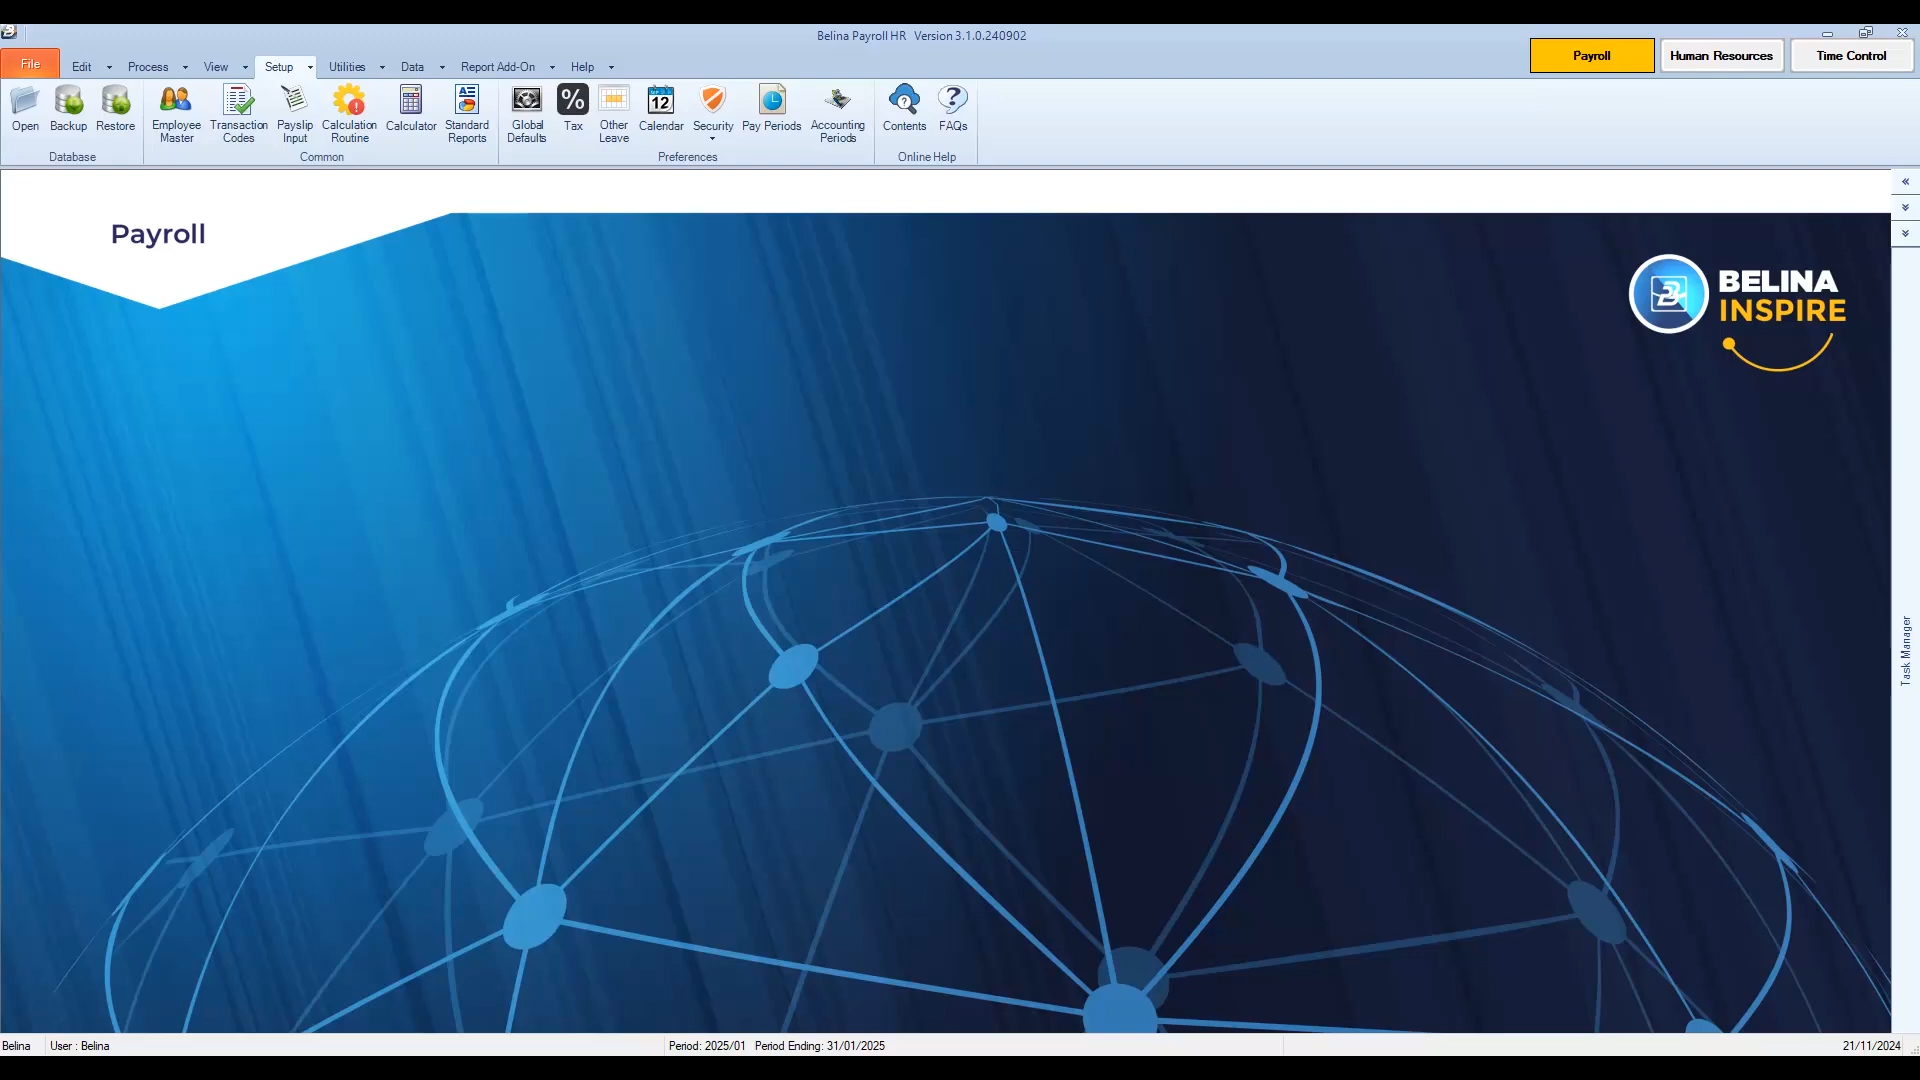 Belina Payroll HR Version 3.1.0.240902
File Edit Process View Setup Utilities Data Report Add-On Help
Payroll Human Resources Time Control
Open Backup Restore
Database
Employee Master Transaction Codes Payslip Input Calculation Routine Calculator Standard Reports
Common
Global Defaults Tax Other Leave 12 Calendar Security Pay Periods Accounting Periods
Preferences
Contents FAQs
Online Help
Payroll
BELINA
INSPIRE
Task Manager
Belina User : Belina Period: 2025/01 Period Ending: 31/01/2025 21/11/2024